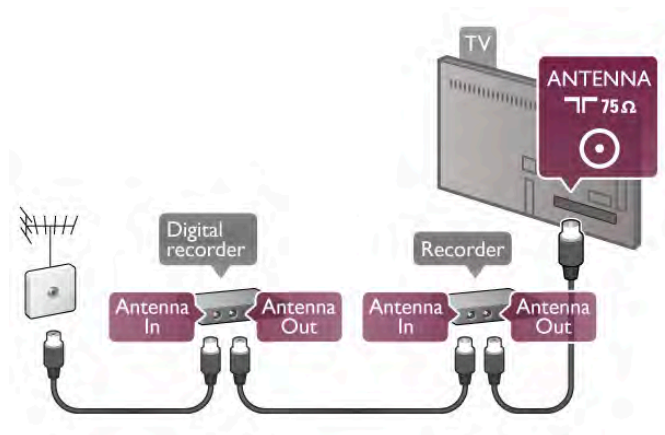 TV
ANTENNA
75 Ω
Digital
recorder
Recorder
Antenna
In
Antenna
Out
Antenna
In
Antenna
Out